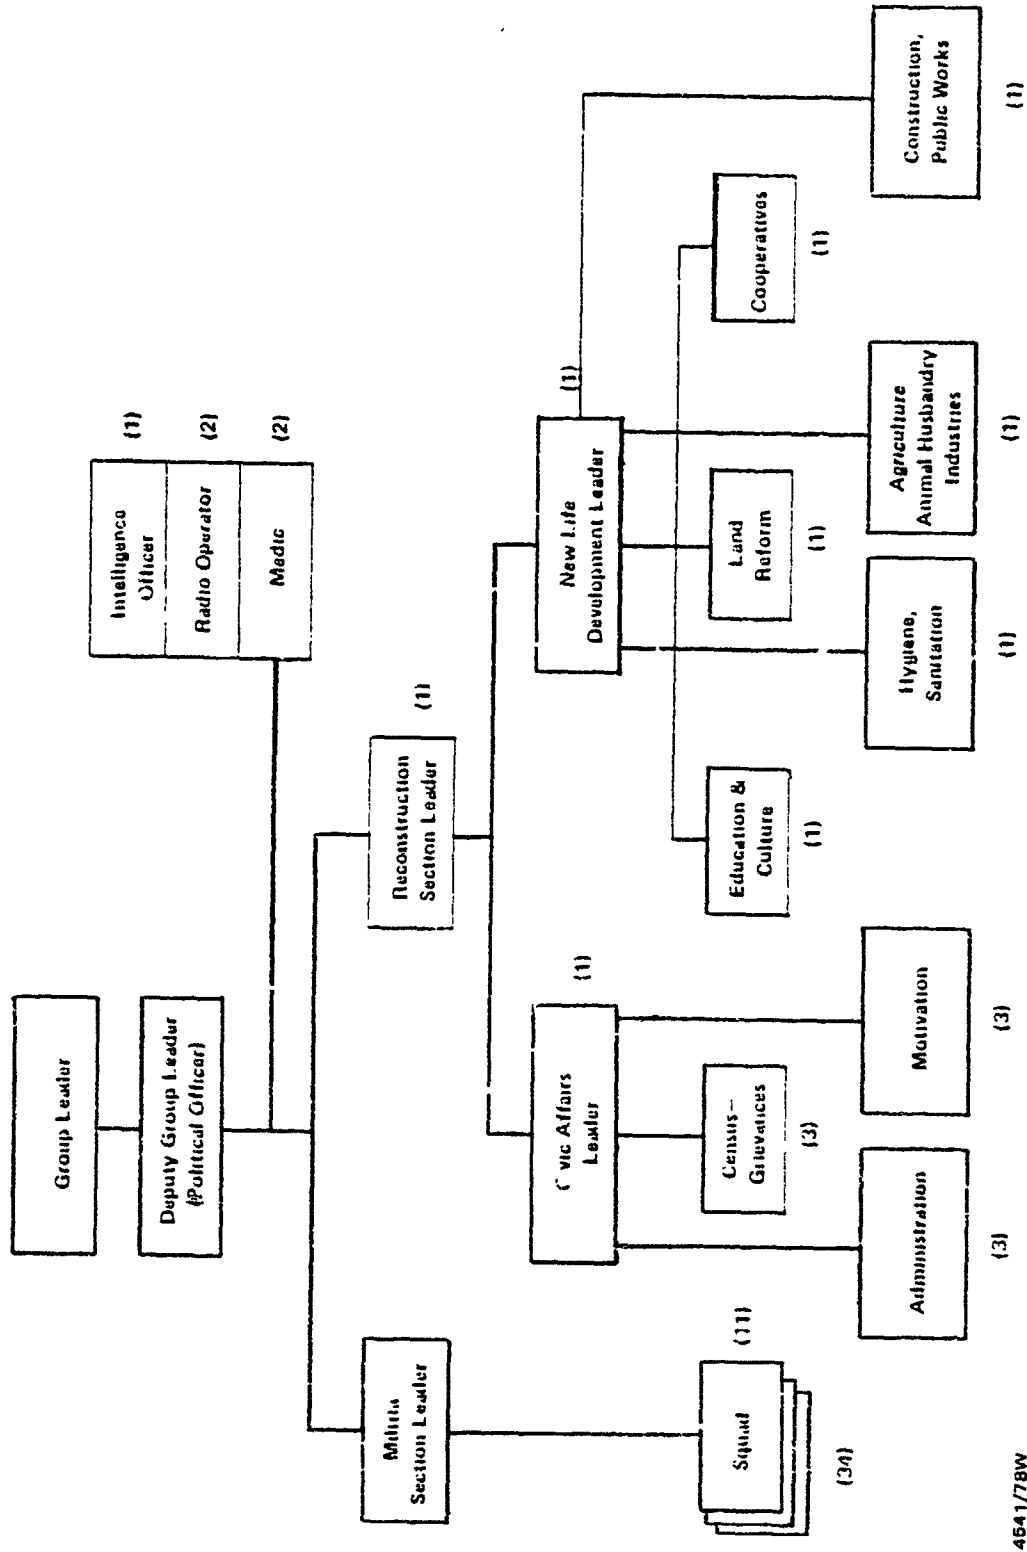 Group Leader
Deputy Group Leader
(Political Officer)
Intelligence
Officer
(1)
Radio Operator
(2)
Medic
(2)
Militia
Section Leader
Reconstruction
Section Leader
(1)
Squad
(11)
(34)
C vic Affairs
Leader
(1)
New Life
Development Leader
(1)
Administration
(3)
Census –
Grievances
(3)
Motivation
(3)
Education &
Culture
(1)
Hygiene,
Sanitation
(1)
Land
Reform
(1)
Agriculture
Animal Husbandry
Industries
(1)
Cooperatives
(1)
Construction,
Public Works
(1)
4541/78W